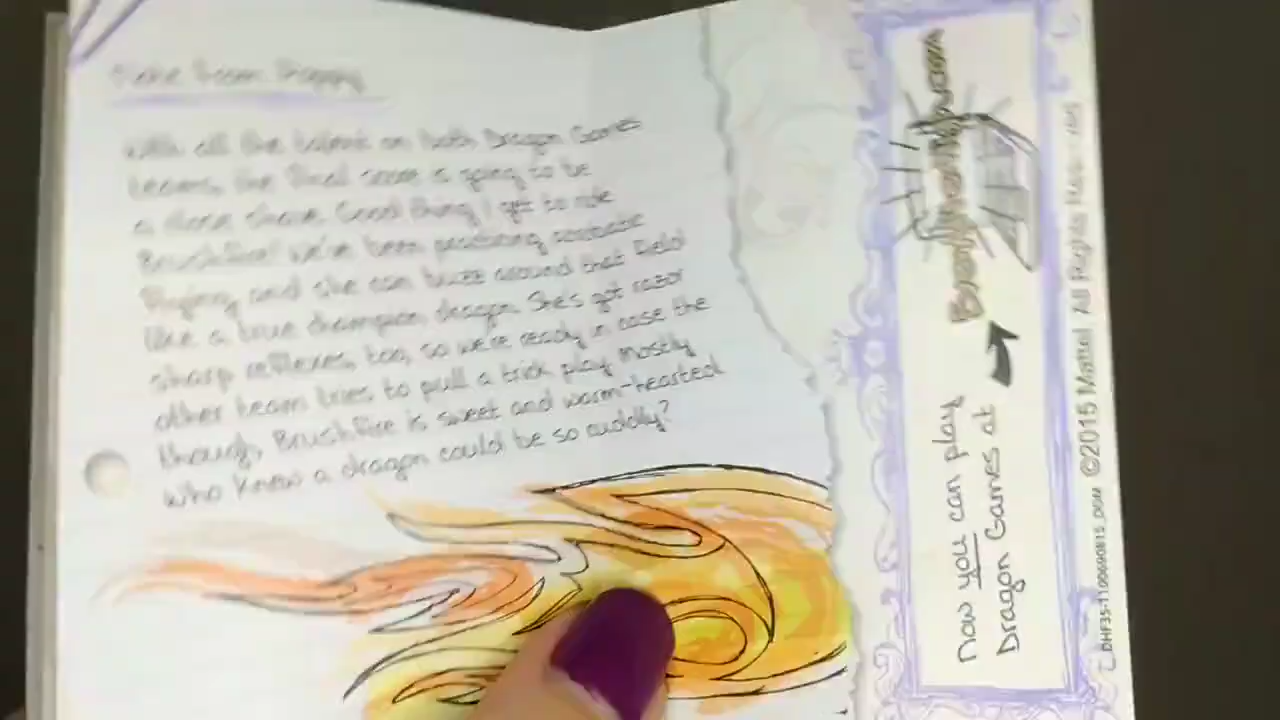 Make Team Happy
With all the talent on both Dragon Games
teams, the final score is going to be
a close shave. Good thing I get to ride
Brushfire! We've been practicing acrobatic
flying, and she can buzz around that field
like a true champion dragon. She's got razor
sharp reflexes, too, so we're ready in case the
other team tries to pull a trick play. Mostly
though, Brushfire is sweet and warm-hearted.
Who knew a dragon could be so cuddly?
Now you can play
Dragon Games at
©2015 Mattel. All Rights Reserved.